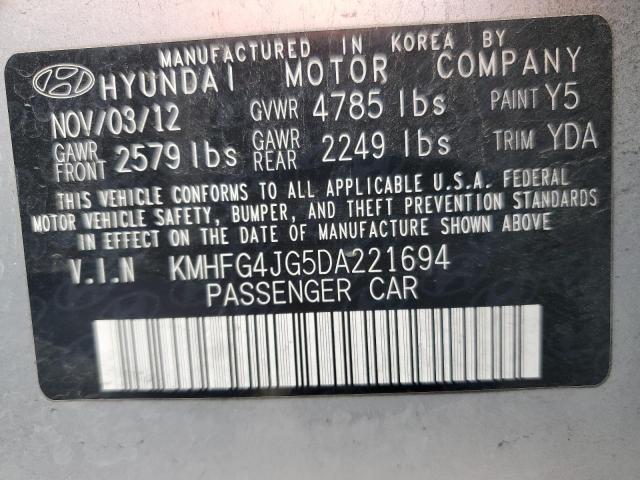 MANUFACTURED IN KOREA BY
HYUNDAI MOTOR COMPANY
NOV/03/12 GVWR 4785 lbs PAINT Y5
GAWR FRONT 2579 lbs GAWR REAR 2249 lbs TRIM YDA
THIS VEHICLE CONFORMS TO ALL APPLICABLE U.S.A. FEDERAL
MOTOR VEHICLE SAFETY, BUMPER, AND THEFT PREVENTION STANDARDS
IN EFFECT ON THE DATE OF MANUFACTURE SHOWN ABOVE
V.I.N KMHFG4JG5DA221694
PASSENGER CAR